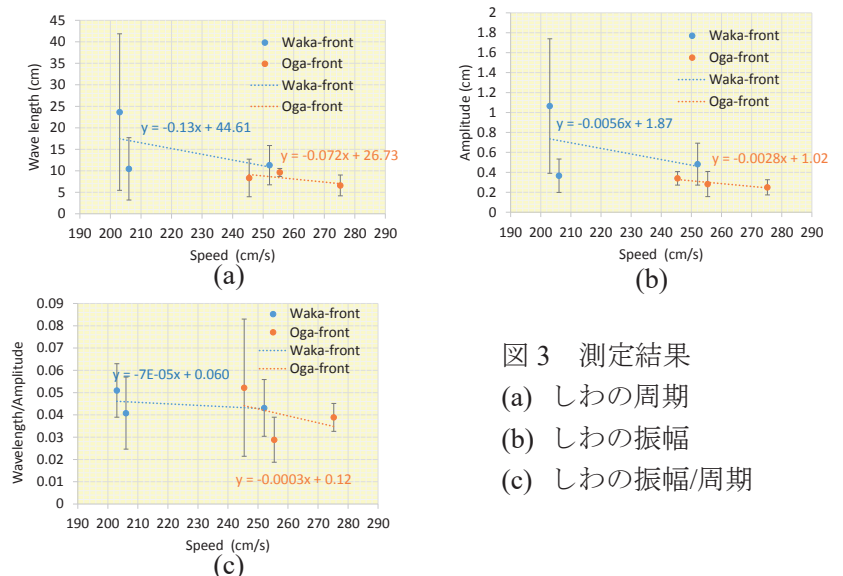 45
40
35
30
25
20
15
10
5
0
Wave length (cm)
Waka-front
Oga-front
Waka-front
Oga-front
y = -0.13x + 44.61
y = -0.072x + 26.73
190 200 210 220 230 240 250 260 270 280 290
Speed (cm/s)
(a)
2
1.8
1.6
1.4
1.2
1
0.8
0.6
0.4
0.2
0
Amplitude (cm)
Waka-front
Oga-front
Waka-front
Oga-front
y = -0.0056x + 1.87
y = -0.0028x + 1.02
190 200 210 220 230 240 250 260 270 280 290
Speed (cm/s)
(b)
0.09
0.08
0.07
0.06
0.05
0.04
0.03
0.02
0.01
0
Wavelength/Amplitude
Waka-front
Oga-front
Waka-front
Oga-front
y = -7E-05x + 0.060
y = -0.0003x + 0.12
190 200 210 220 230 240 250 260 270 280 290
Speed (cm/s)
(c)
図 3 測定結果
(a) しわの周期
(b) しわの振幅
(c) しわの振幅/周期